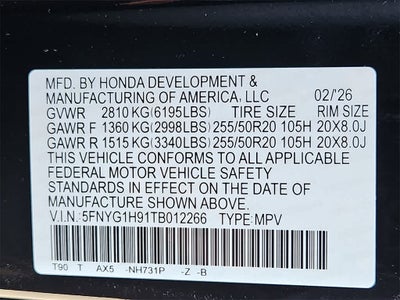 MFD. BY HONDA DEVELOPMENT &
MANUFACTURING OF AMERICA, LLC 02/'26
GVWR 2810 KG(6195LBS) TIRE SIZE RIM SIZE
GAWR F 1360 KG(2998LBS) 255/50R20 105H 20X8.0J
GAWR R 1515 KG(3340LBS) 255/50R20 105H 20X8.0J
THIS VEHICLE CONFORMS TO ALL APPLICABLE
FEDERAL MOTOR VEHICLE SAFETY
STANDARDS IN EFFECT ON THE DATE OF
MANUFACTURE SHOWN ABOVE.
V.I.N.:5FNYG1H91TB012266 TYPE:MPV
T90 T AX5 -NH731P -Z -B